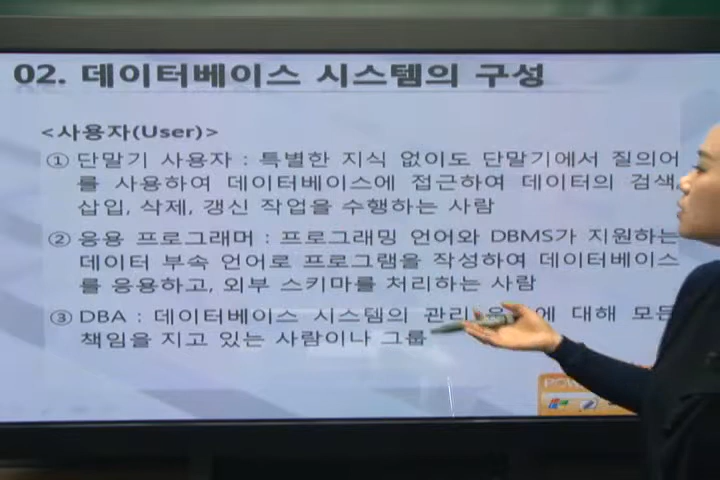 02. 데이터베이스 시스템의 구성
<사용자(User)>
① 단말기 사용자 : 특별한 지식 없이도 단말기에서 질의어
를 사용하여 데이터베이스에 접근하여 데이터의 검색,
삽입, 삭제, 갱신 작업을 수행하는 사람
② 응용 프로그래머 : 프로그래밍 언어와 DBMS가 지원하는
데이터 부속 언어로 프로그램을 작성하여 데이터베이스
를 응용하고, 외부 스키마를 처리하는 사람
③ DBA : 데이터베이스 시스템의 관리 에 대해 모든
책임을 지고 있는 사람이나 그룹